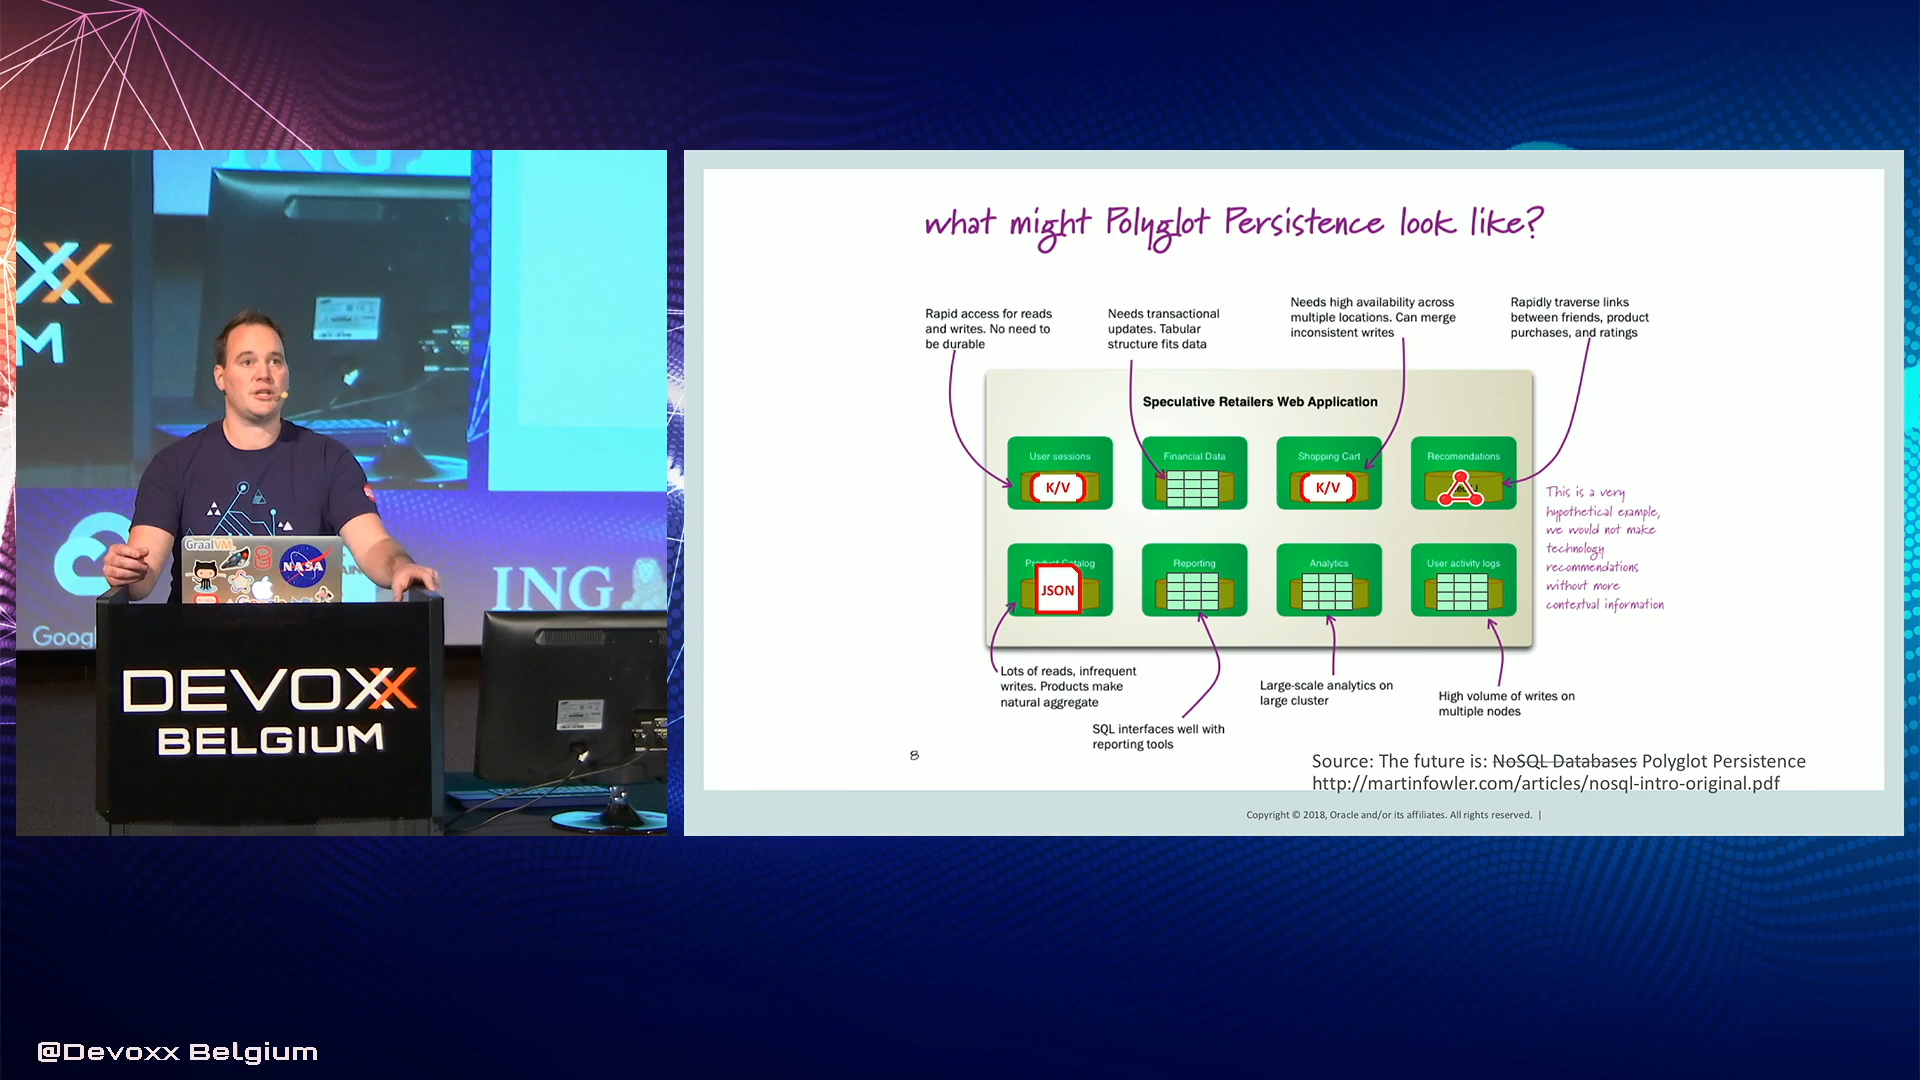 ING
XX
M
GraalVM
NASA
Google
ING
DEVOXX
BELGIUM
what might Polyglot Persistence look like?
Rapid access for reads
and writes. No need to
be durable
Needs transactional
updates. Tabular
structure fits data
Needs high availability across
multiple locations. Can merge
inconsistent writes
Rapidly traverse links
between friends, product
purchases, and ratings
Speculative Retailers Web Application
User sessions
K/V
Financial Data
Shopping Cart
K/V
Recomendations
This is a very
hypothetical example,
we would not make
technology
recommendations
without more
contextual information
Product Catalog
JSON
Reporting
Analytics
User activity logs
Lots of reads, infrequent
writes. Products make
natural aggregate
SQL interfaces well with
reporting tools
Large-scale analytics on
large cluster
High volume of writes on
multiple nodes
8
Source: The future is: NoSQL Databases Polyglot Persistence
http://martinfowler.com/articles/nosql-intro-original.pdf
Copyright © 2018, Oracle and/or its affiliates. All rights reserved. |
@Devoxx Belgium